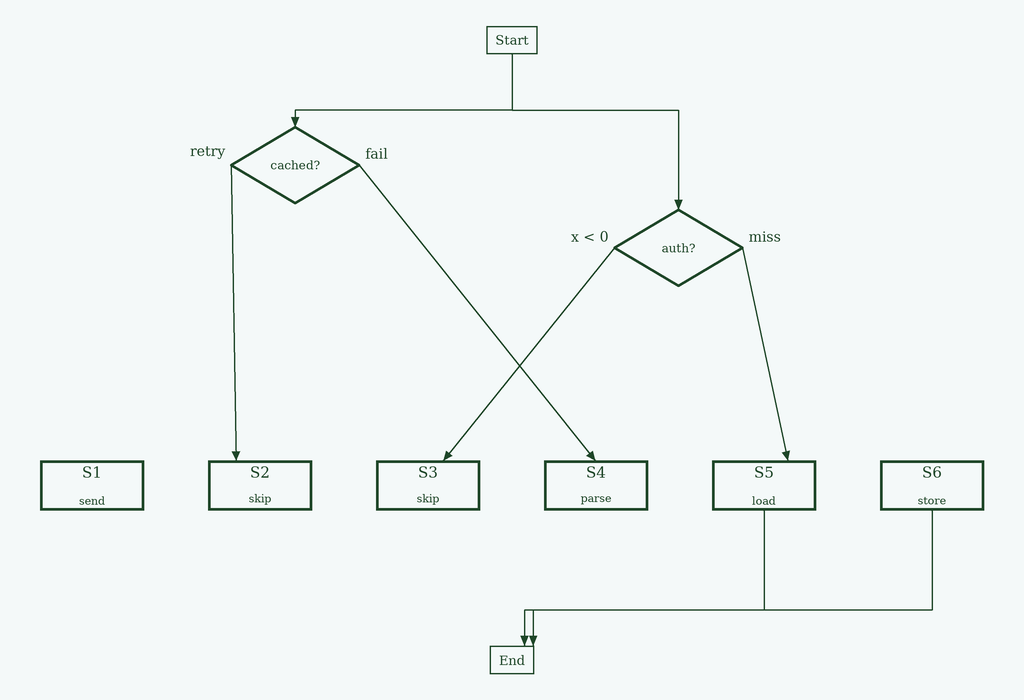 Start
retry
cached?
fail
x < 0
auth?
miss
S1
send
S2
skip
S3
skip
S4
parse
S5
load
S6
store
End